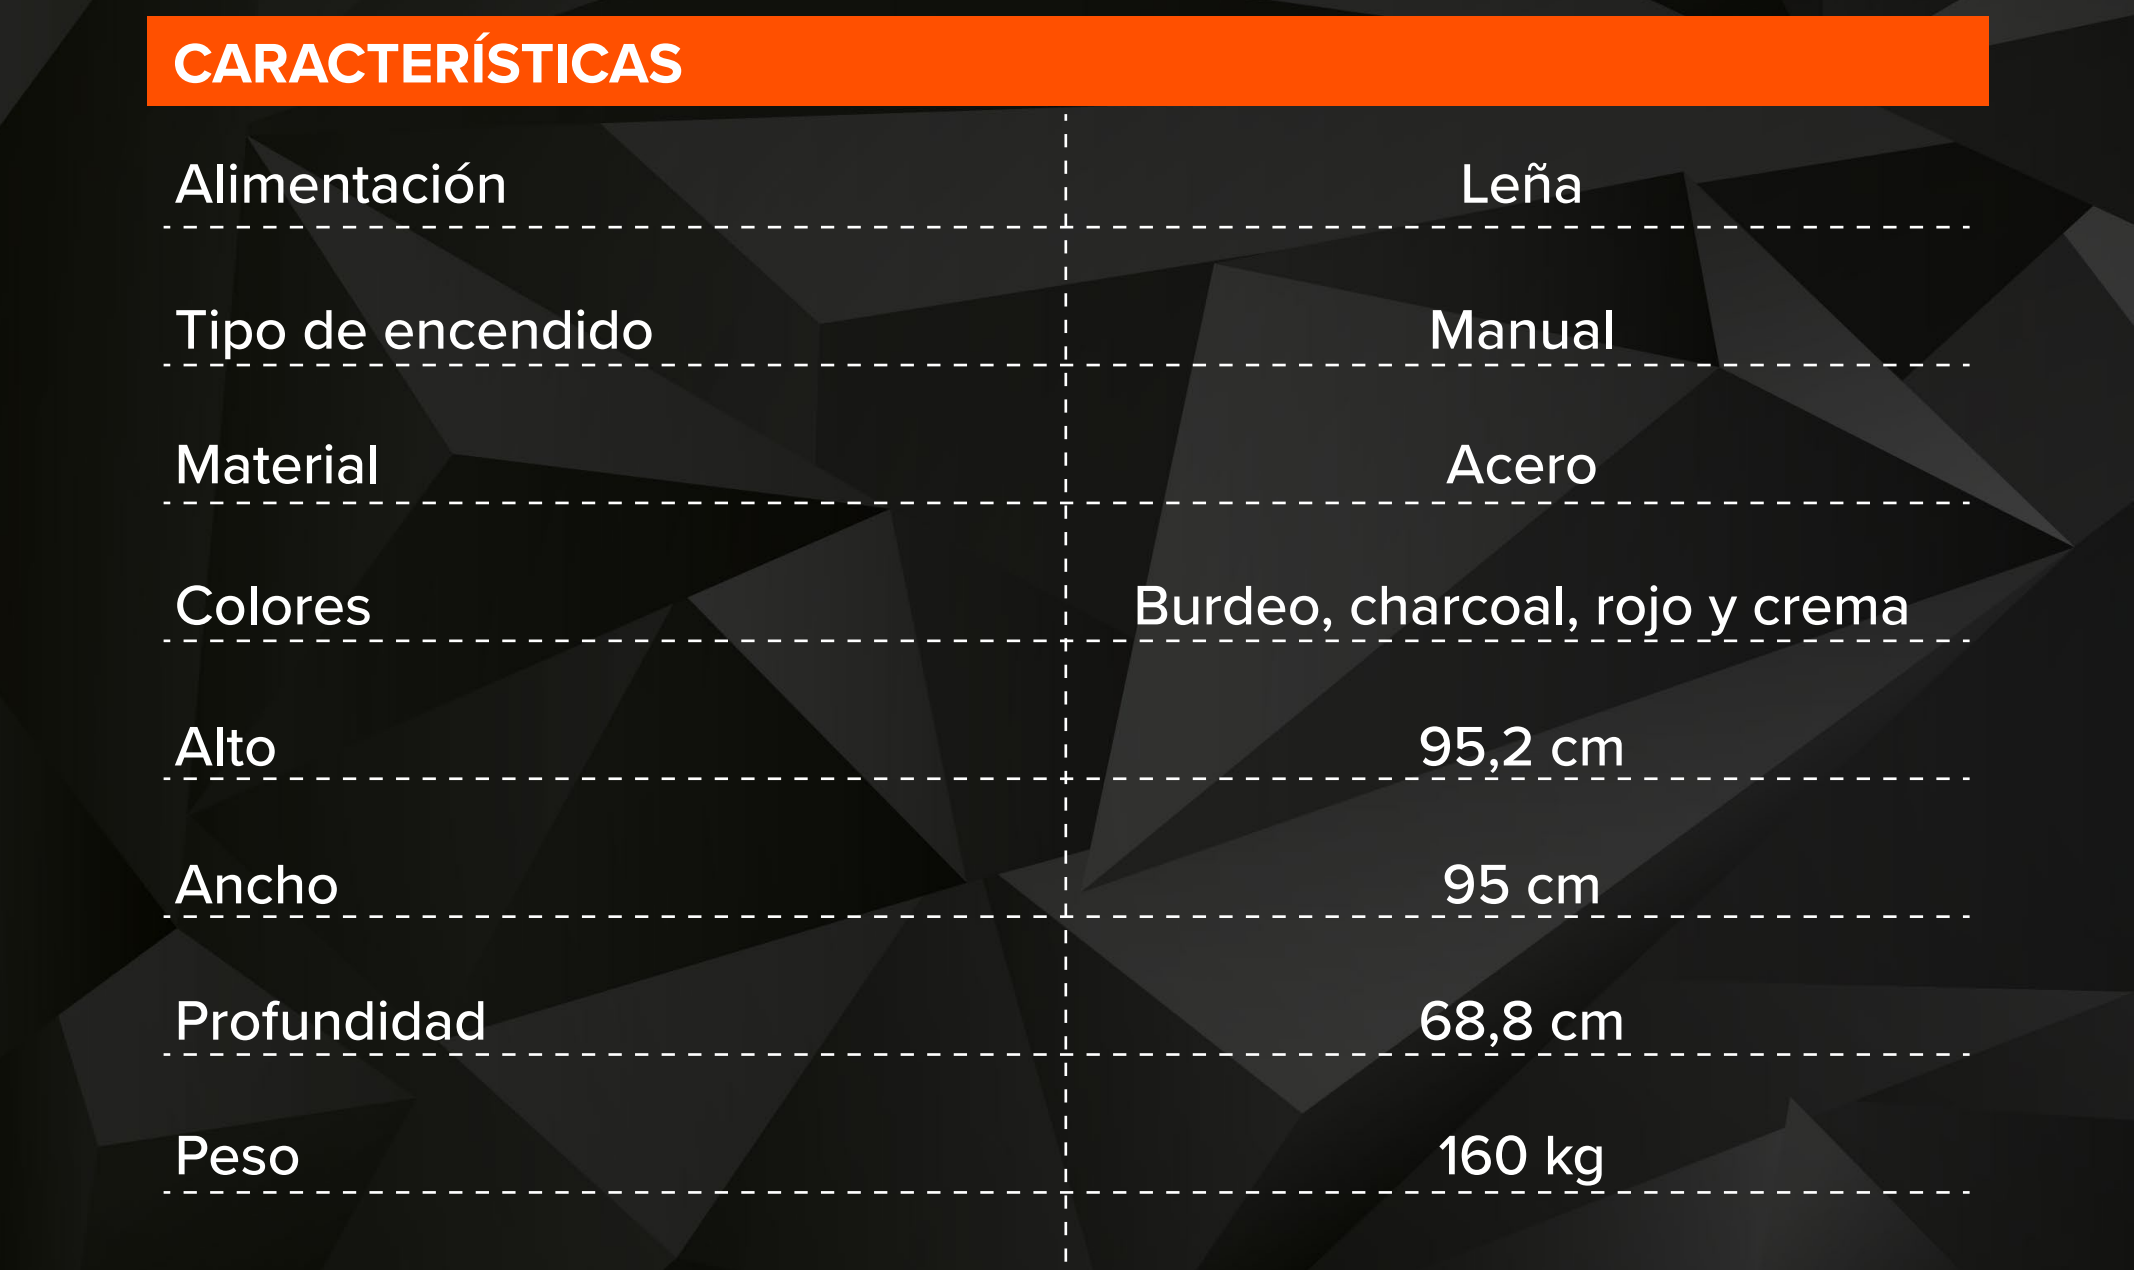 CARACTERÍSTICAS
Alimentación Leña
Tipo de encendido Manual
Material Acero
Colores Burdeo, charcoal, rojo y crema
Alto 95,2 cm
Ancho 95 cm
Profundidad 68,8 cm
Peso 160 kg